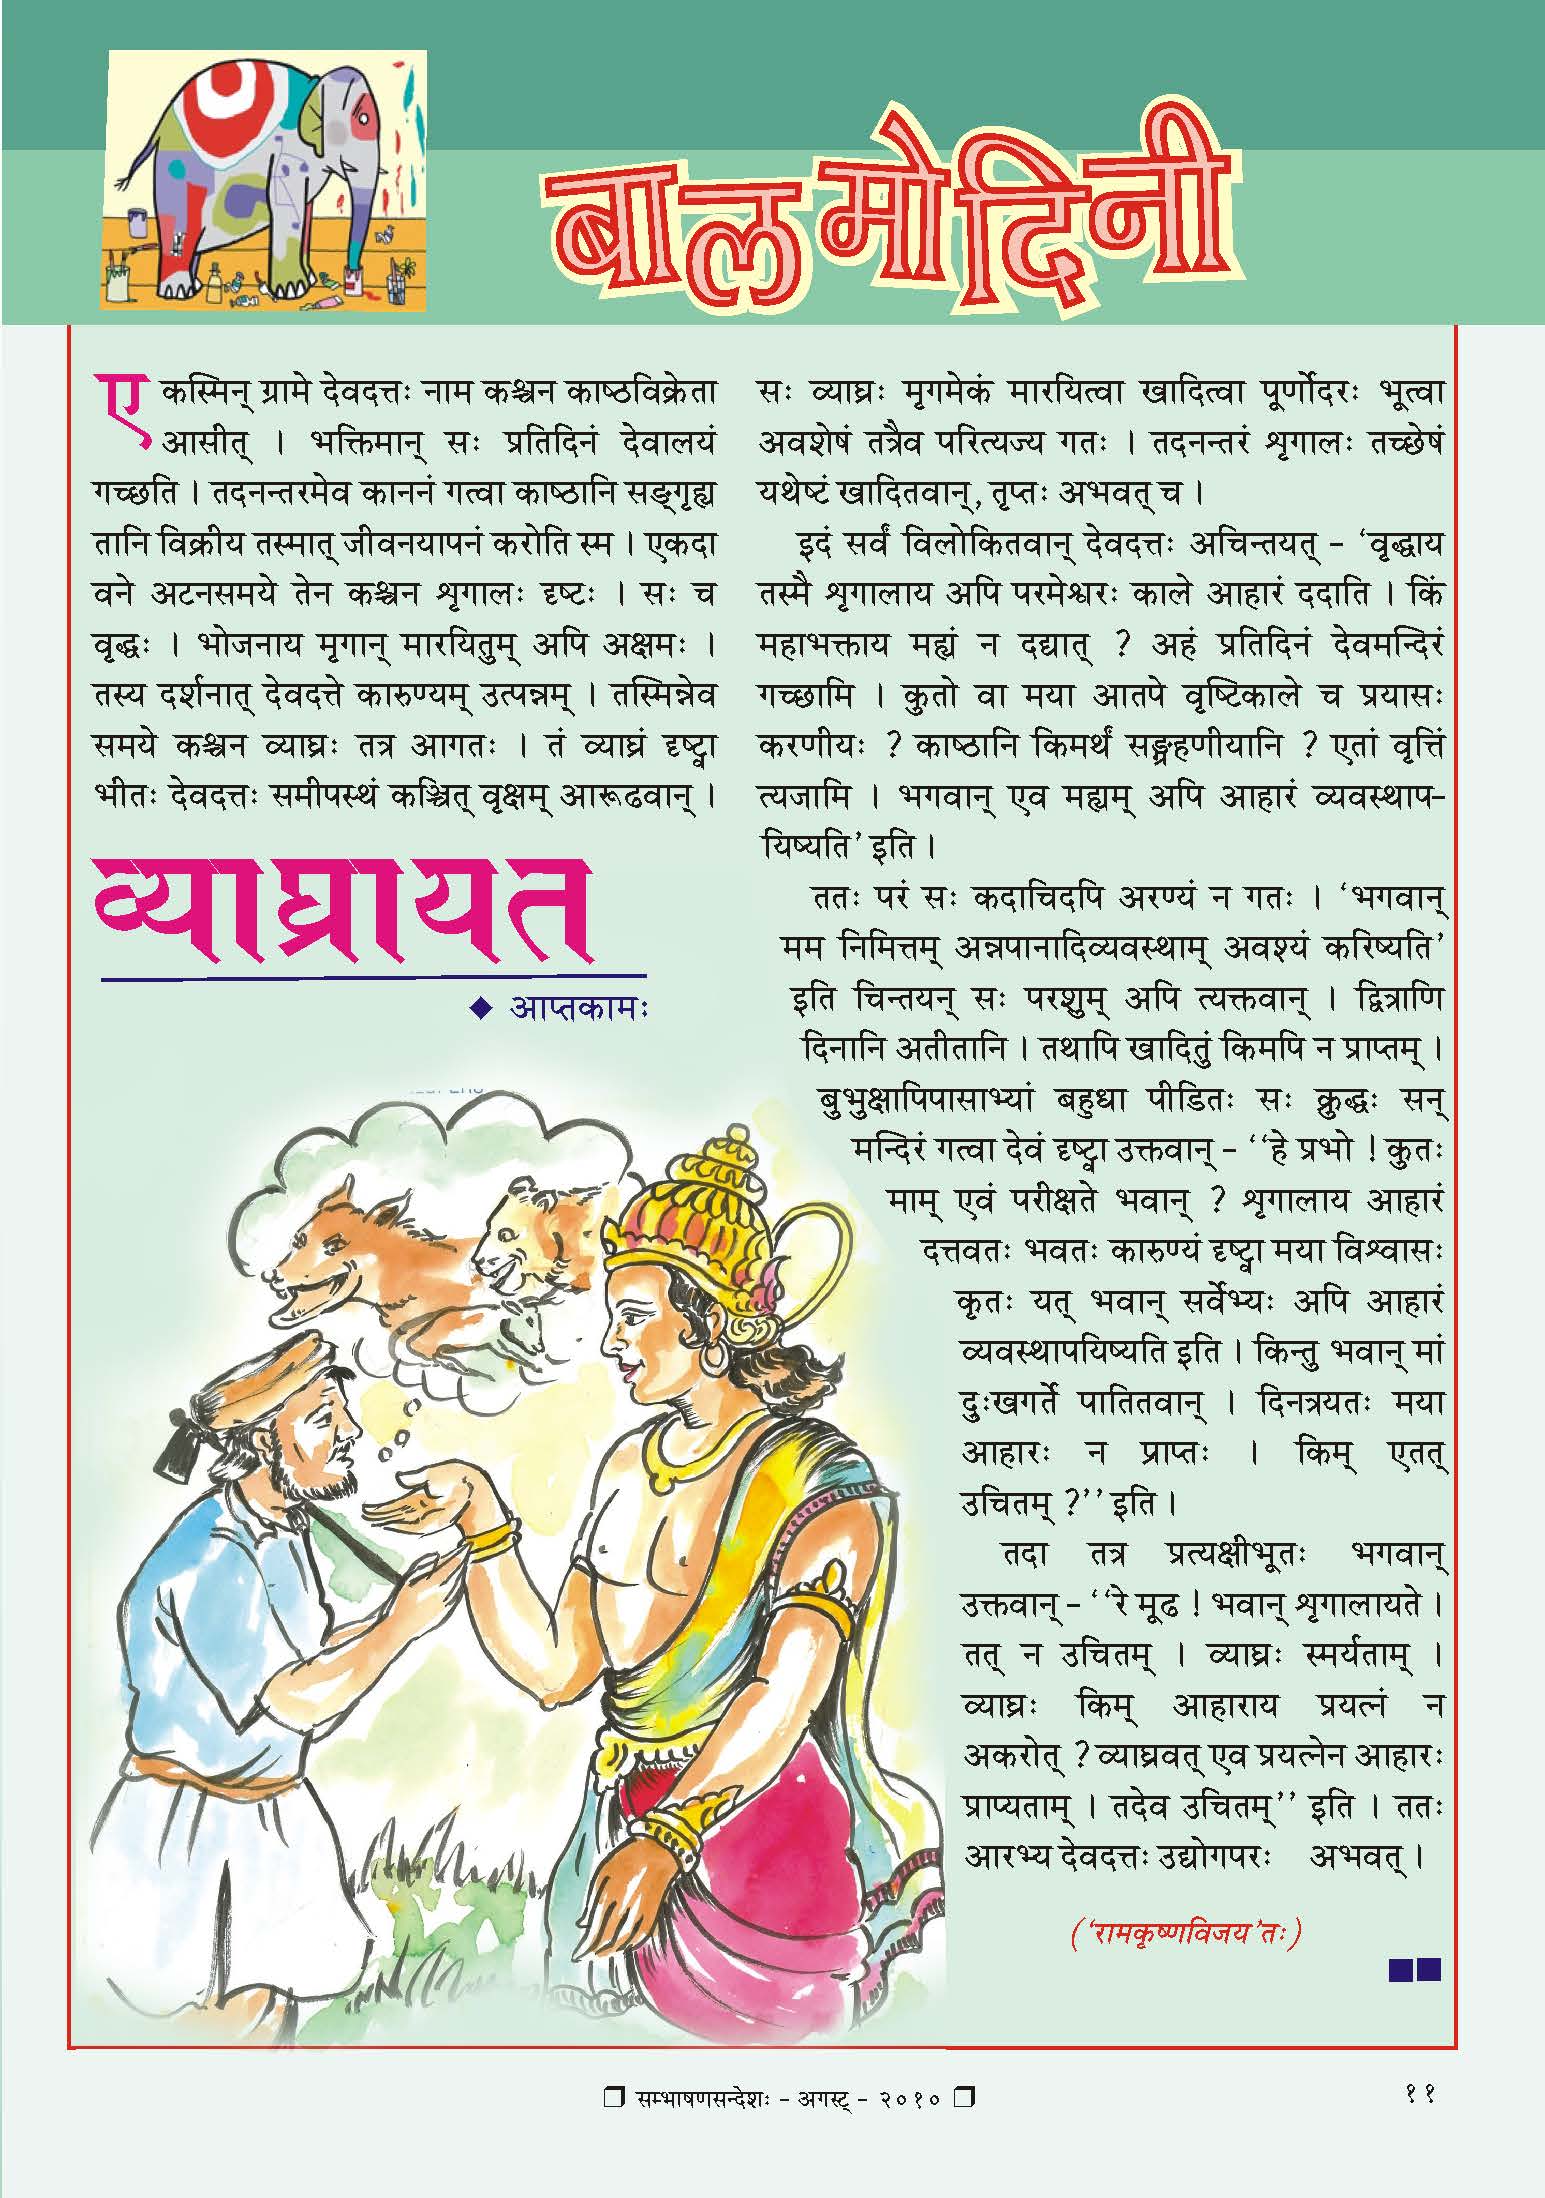 बालमोदिनी
एकस्मिन् ग्रामे देवदत्तः नाम कश्चन काष्ठविक्रेता
आसीत् । भक्तिमान् सः प्रतिदिनं देवालयं
गच्छति । तदनन्तरमेव काननं गत्वा काष्ठानि सङ्गृह्य
तानि विक्रीय तस्मात् जीवनयापनं करोति स्म । एकदा
वने अटनसमये तेन कश्चन शृगालः दृष्टः । सः च
वृद्धः । भोजनाय मृगान् मारयितुम् अपि अक्षमः ।
तस्य दर्शनात् देवदत्ते कारुण्यम् उत्पन्नम् । तस्मिन्नेव
समये कश्चन व्याघ्रः तत्र आगतः । तं व्याघ्रं दृष्ट्वा
भीतः देवदत्तः समीपस्थं कञ्चित् वृक्षम् आरूढवान् ।
व्याघ्रायत
◆ आप्तकामः
सः व्याघ्रः मृगमेकं मारयित्वा खादित्वा पूर्णोदरः भूत्वा
अवशेषं तत्रैव परित्यज्य गतः । तदनन्तरं शृगालः तच्छेषं
यथेष्टं खादितवान्, तृप्तः अभवत् च ।
इदं सर्वं विलोकितवान् देवदत्तः अचिन्तयत् – ‘वृद्धाय
तस्मै शृगालाय अपि परमेश्वरः काले आहारं ददाति । किं
महाभक्ताय मह्यं न दद्यात् ? अहं प्रतिदिनं देवमन्दिरं
गच्छामि । कुतो वा मया आतपे वृष्टिकाले च प्रयासः
करणीयः ? काष्ठानि किमर्थं सङ्ग्रहणीयानि ? एतां वृत्तिं
त्यजामि । भगवान् एव मह्यम् अपि आहारं व्यवस्थाप-
यिष्यति’ इति ।
ततः परं सः कदाचिदपि अरण्यं न गतः । ‘भगवान्
मम निमित्तम् अन्नपानादिव्यवस्थाम् अवश्यं करिष्यति’
इति चिन्तयन् सः परशुम् अपि त्यक्तवान् । द्वित्राणि
दिनानि अतीतानि । तथापि खादितुं किमपि न प्राप्तम् ।
बुभुक्षापिपासाभ्यां बहुधा पीडितः सः क्रुद्धः सन्
मन्दिरं गत्वा देवं दृष्ट्वा उक्तवान् – ‘‘हे प्रभो ! कुतः
माम् एवं परीक्षते भवान् ? शृगालाय आहारं
दत्तवतः भवतः कारुण्यं दृष्ट्वा मया विश्वासः
कृतः यत् भवान् सर्वेभ्यः अपि आहारं
व्यवस्थापयिष्यति इति । किन्तु भवान् मां
दुःखगर्ते पातितवान् । दिनत्रयतः मया
आहारः न प्राप्तः । किम् एतत्
उचितम् ?’’ इति ।
तदा तत्र प्रत्यक्षीभूतः भगवान्
उक्तवान् – ‘‘रे मूढ ! भवान् शृगालायते ।
तत् न उचितम् । व्याघ्रः स्मर्यताम् ।
व्याघ्रः किम् आहाराय प्रयत्नं न
अकरोत् ? व्याघ्रवत् एव प्रयत्नेन आहारः
प्राप्यताम् । तदेव उचितम्’’ इति । ततः
आरभ्य देवदत्तः उद्योगपरः अभवत् ।
(‘रामकृष्णविजय’तः)
❐ सम्भाषणसन्देशः – अगस्ट् – २०१० ❐
११